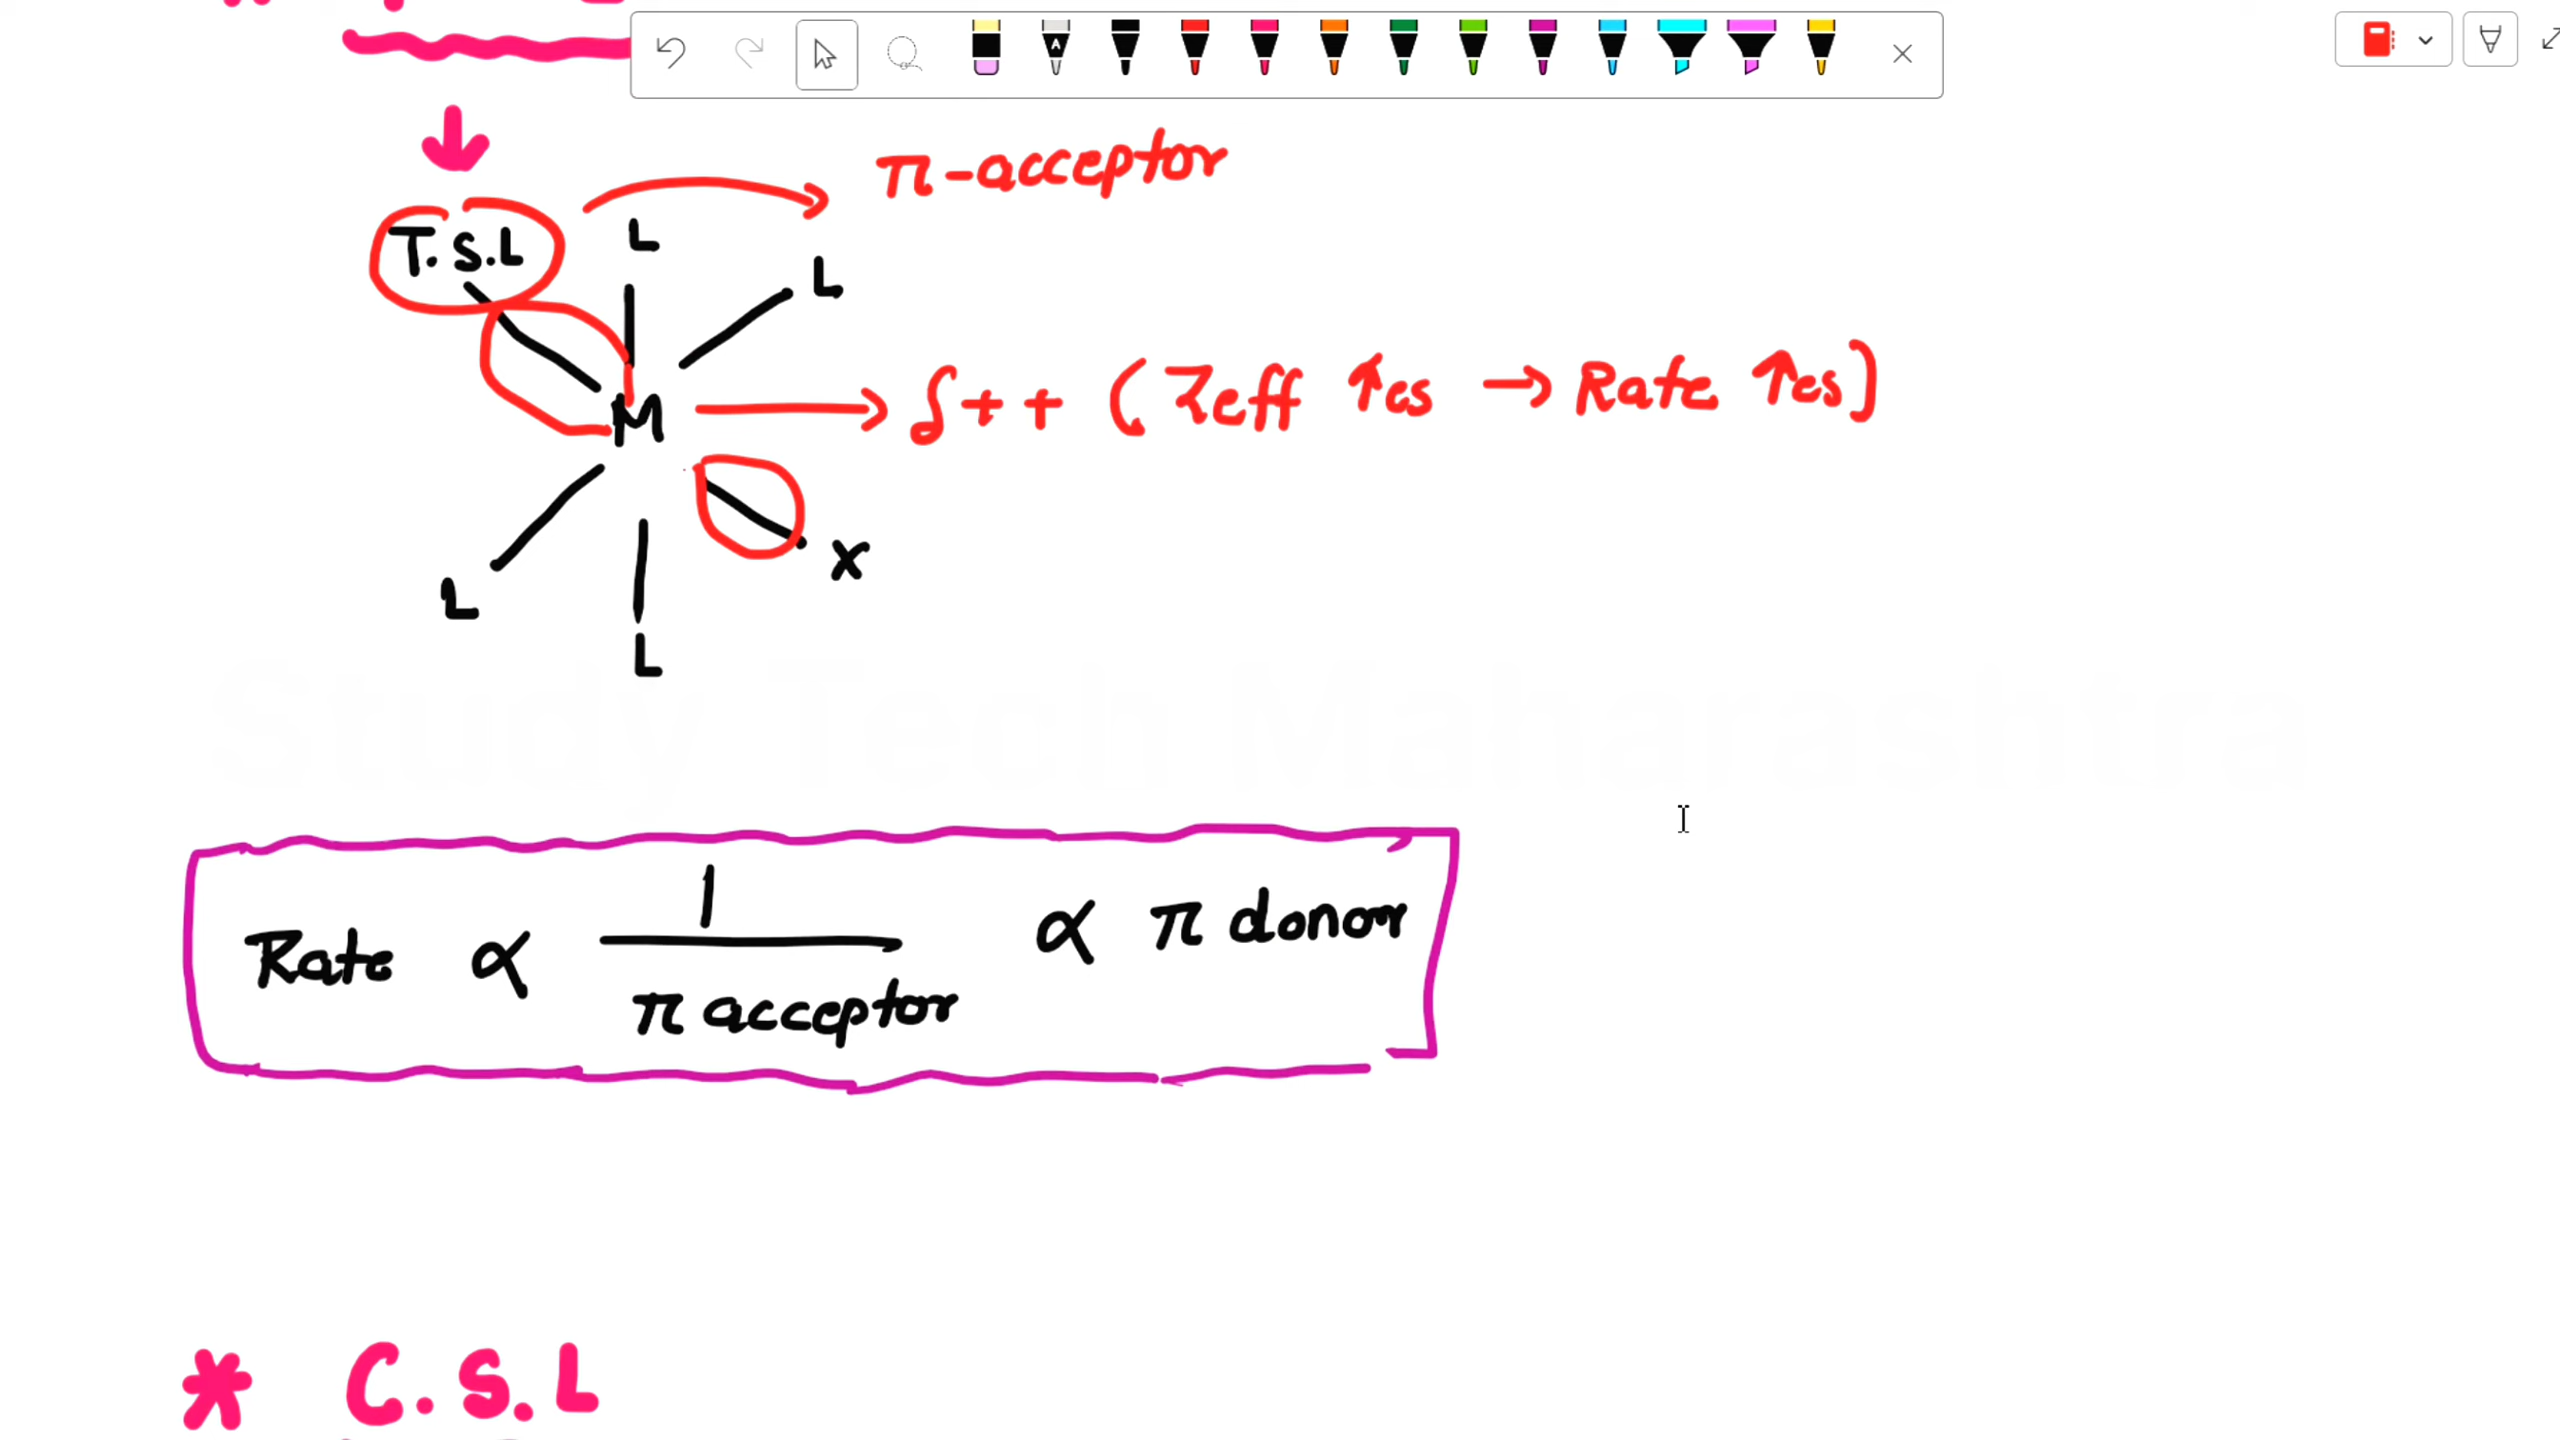 π-acceptor
T.S.L
L
L
M
δ++ (Zeff ↑es → Rate ↑es)
X
L
L
Study Tech Maharashtra
Rate ∝ 1 / π acceptor ∝ π donor
* C.S.L